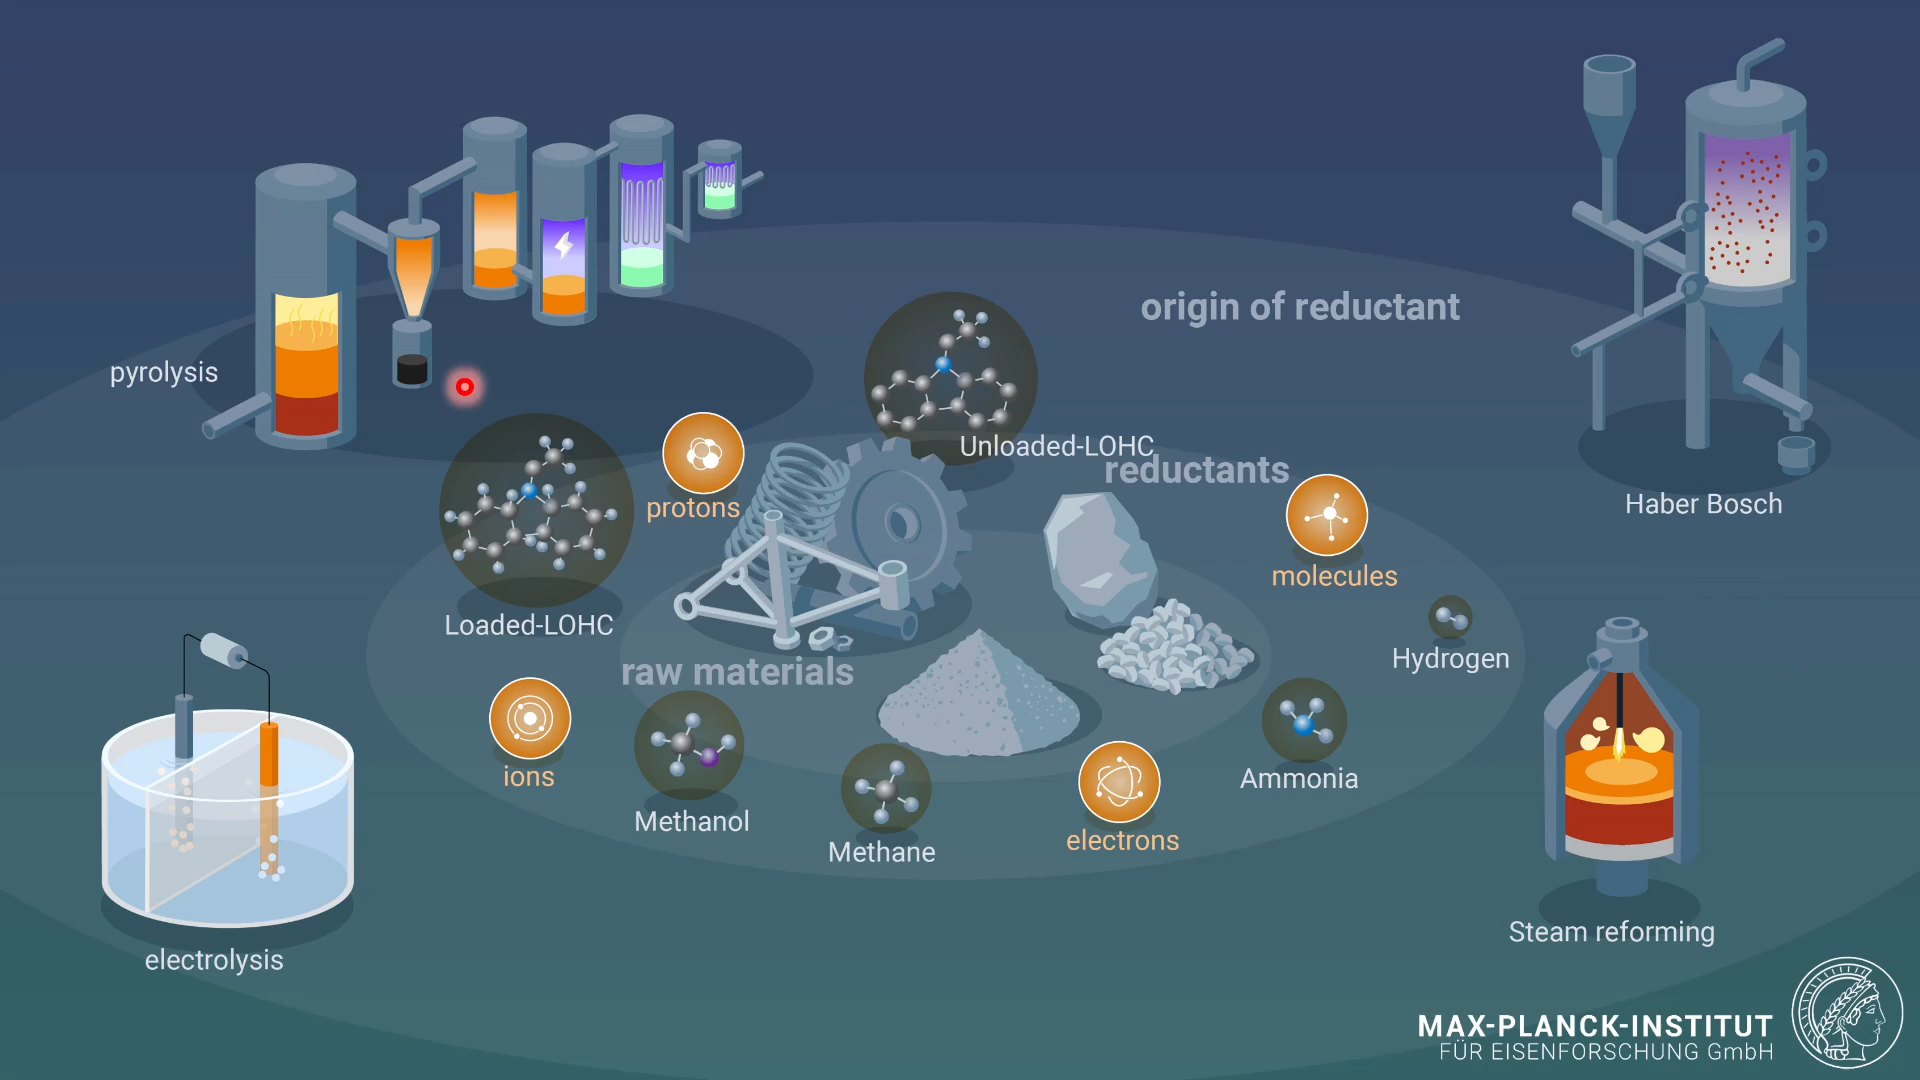 origin of reductant
pyrolysis
Unloaded-LOHC
reductants
protons
Haber Bosch
molecules
Loaded-LOHC
Hydrogen
raw materials
ions
Ammonia
Methanol
electrons
Methane
Steam reforming
electrolysis
MAX-PLANCK-INSTITUT
FÜR EISENFORSCHUNG GmbH